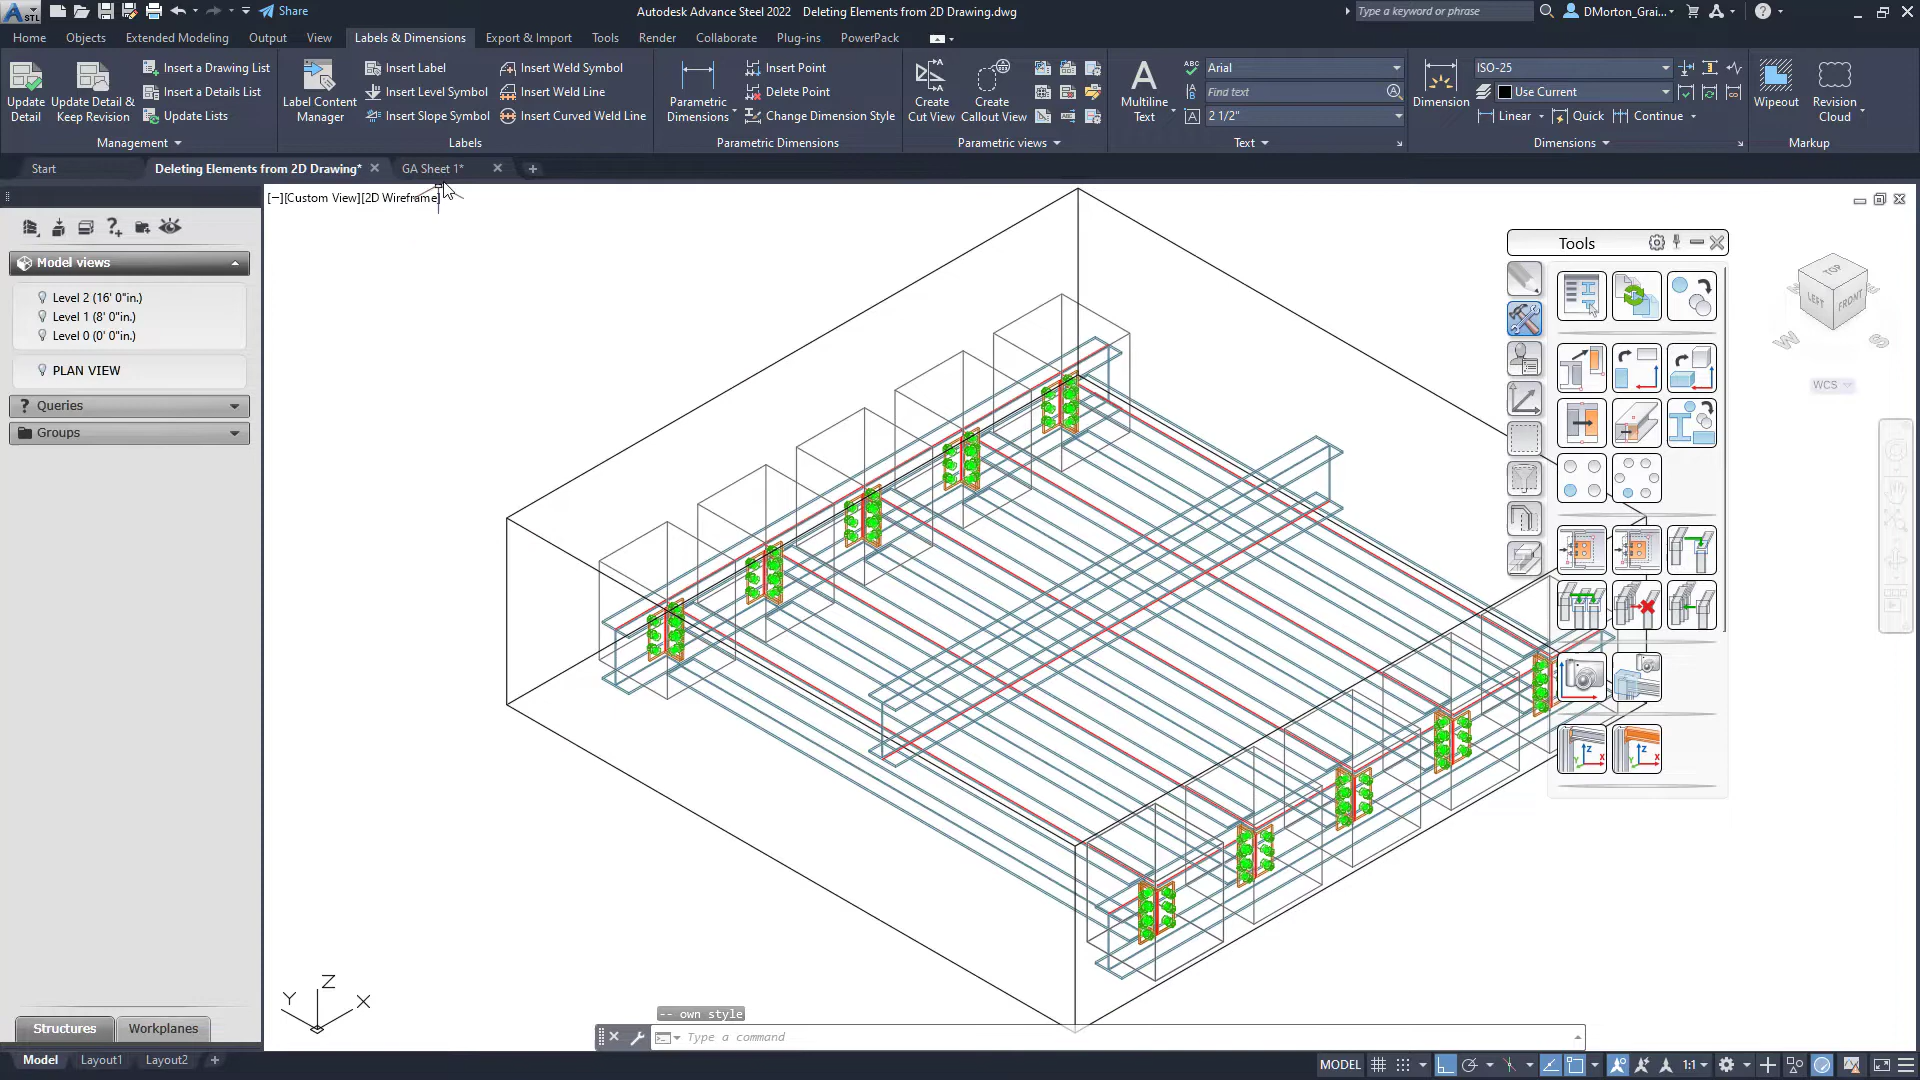 A STL Share Autodesk Advance Steel 2022 Deleting Elements from 2D Drawing.dwg Type a keyword or phrase DMorton_Grai...
Home Objects Extended Modeling Output View Labels & Dimensions Export & Import Tools Render Collaborate Plug-ins PowerPack
Insert a Drawing List Insert Label Insert Weld Symbol Insert Point ABC Arial ISO-25
Insert a Details List Insert Level Symbol Insert Weld Line Delete Point Find text Use Current
Update Lists Insert Slope Symbol Insert Curved Weld Line Change Dimension Style 2 1/2" Linear Quick Continue
Update Detail
Update Detail & Keep Revision
Label Content Manager
Parametric Dimensions
Create Cut View
Create Callout View
Multiline Text
Dimension
Wipeout
Revision Cloud
Management Labels Parametric Dimensions Parametric views Text Dimensions Markup
Start Deleting Elements from 2D Drawing* GA Sheet 1*
[−][Custom View][2D Wireframe]
Model views
Level 2 (16' 0"in.)
Level 1 (8' 0"in.)
Level 0 (0' 0"in.)
PLAN VIEW
Queries
Groups
Tools
TOP
LEFT FRONT
W S
WCS
Z
Y X
-- own style
Type a command
Structures Workplanes
Model Layout1 Layout2
MODEL 1:1